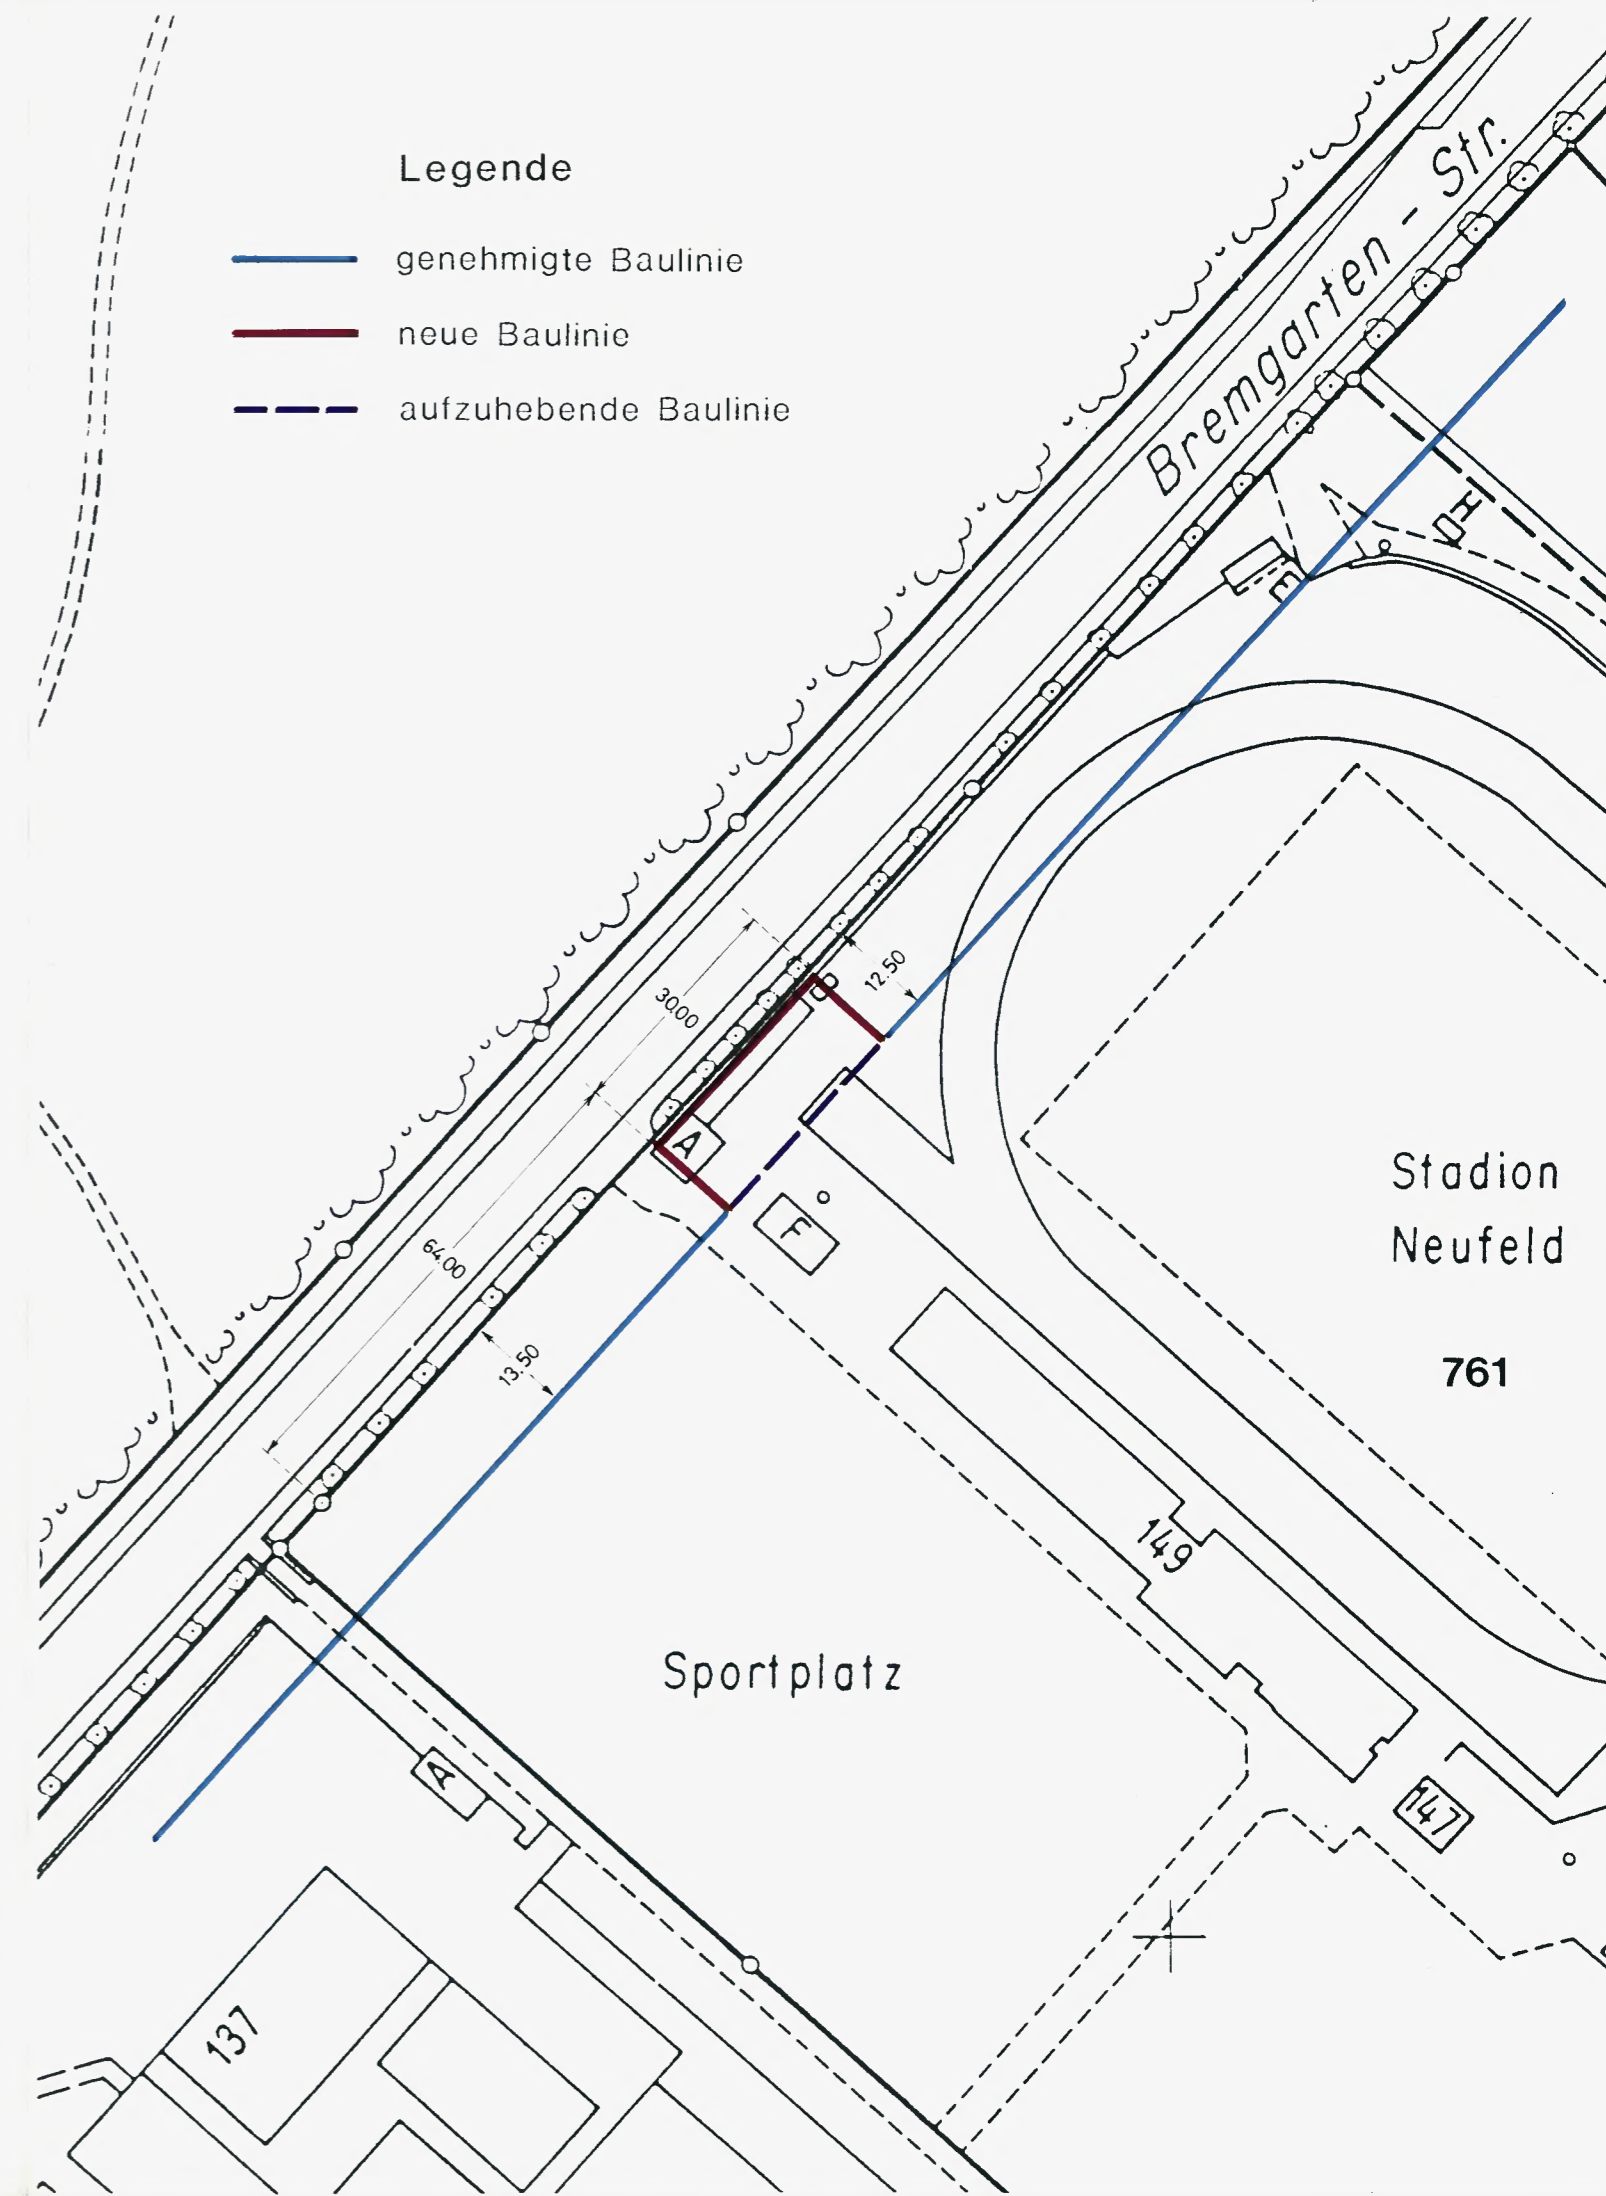 Legende
genehmigte Baulinie
neue Baulinie
aufzuhebende Baulinie
Bremgarten - Str.
H
D
E
12.50
30.00
B
A
F
64.00
13.50
Stadion
Neufeld
761
149
Sportplatz
A
147
137